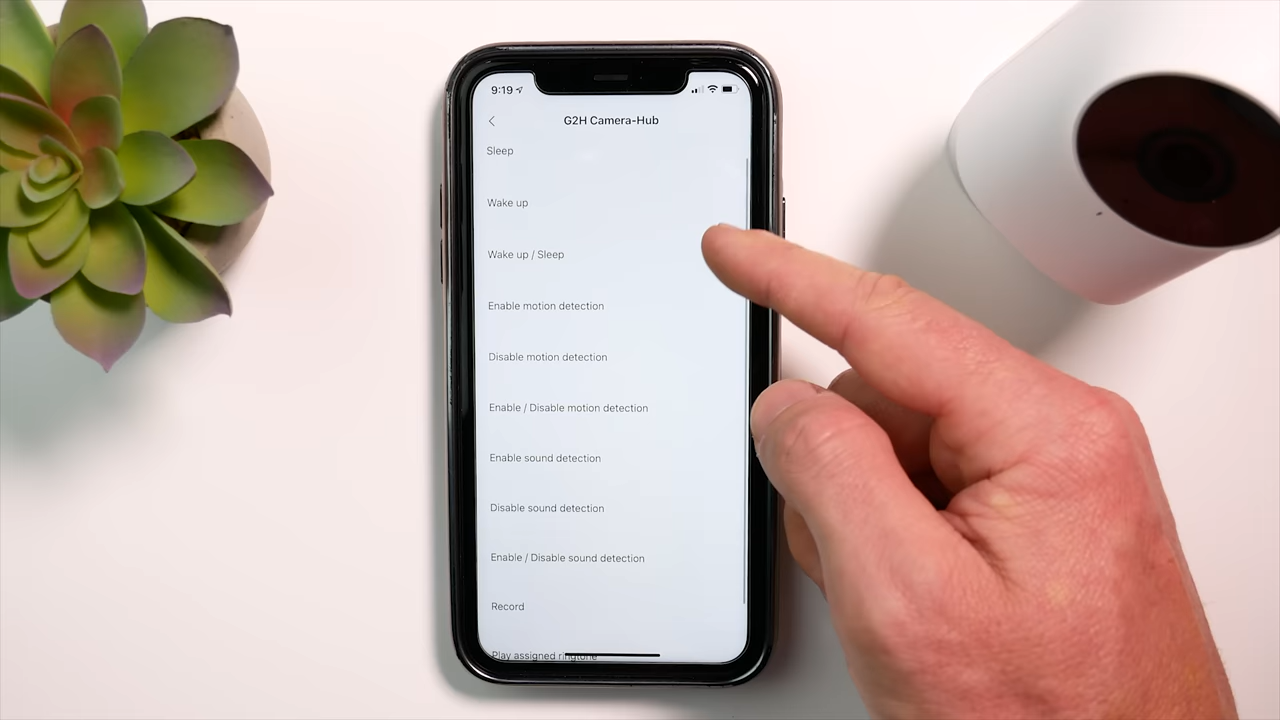 9:19
G2H Camera-Hub
Sleep
Wake up
Wake up / Sleep
Enable motion detection
Disable motion detection
Enable / Disable motion detection
Enable sound detection
Disable sound detection
Enable / Disable sound detection
Record
Play assigned ringtone